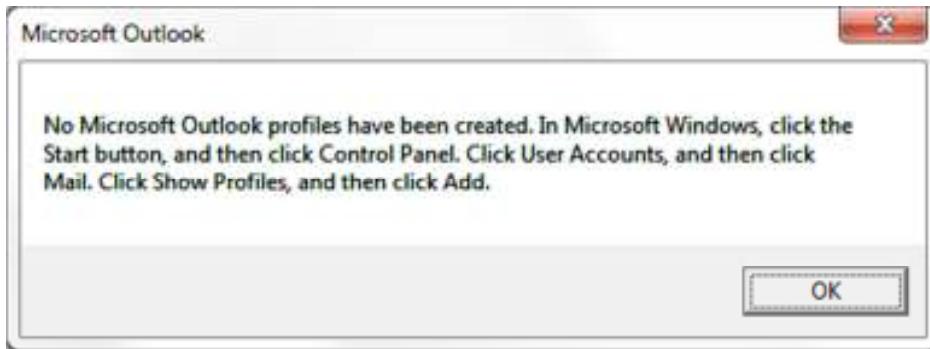 Microsoft Outlook
No Microsoft Outlook profiles have been created. In Microsoft Windows, click the
Start button, and then click Control Panel. Click User Accounts, and then click
Mail. Click Show Profiles, and then click Add.
OK